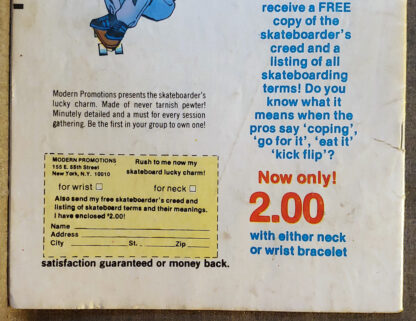 receive a FREE
copy of the
skateboarder's
creed and a
listing of all
skateboarding
terms! Do you
know what it
means when the
pros say 'coping',
'go for it', 'eat it'
'kick flip'?
Now only!
2.00
with either neck
or wrist bracelet
Modern Promotions presents the skateboarder's
lucky charm. Made of never tarnish pewter!
Minutely detailed and a must for every session
gathering. Be the first in your group to own one!
MODERN PROMOTIONS
155 E. 55th Street
New York, N.Y. 10010
Rush to me now my
skateboard lucky charm!
for wrist
for neck
Also send my free skateboarder's creed and
listing of skateboard terms and their meanings.
I have enclosed $2.00!
Name
Address
City St. Zip
satisfaction guaranteed or money back.